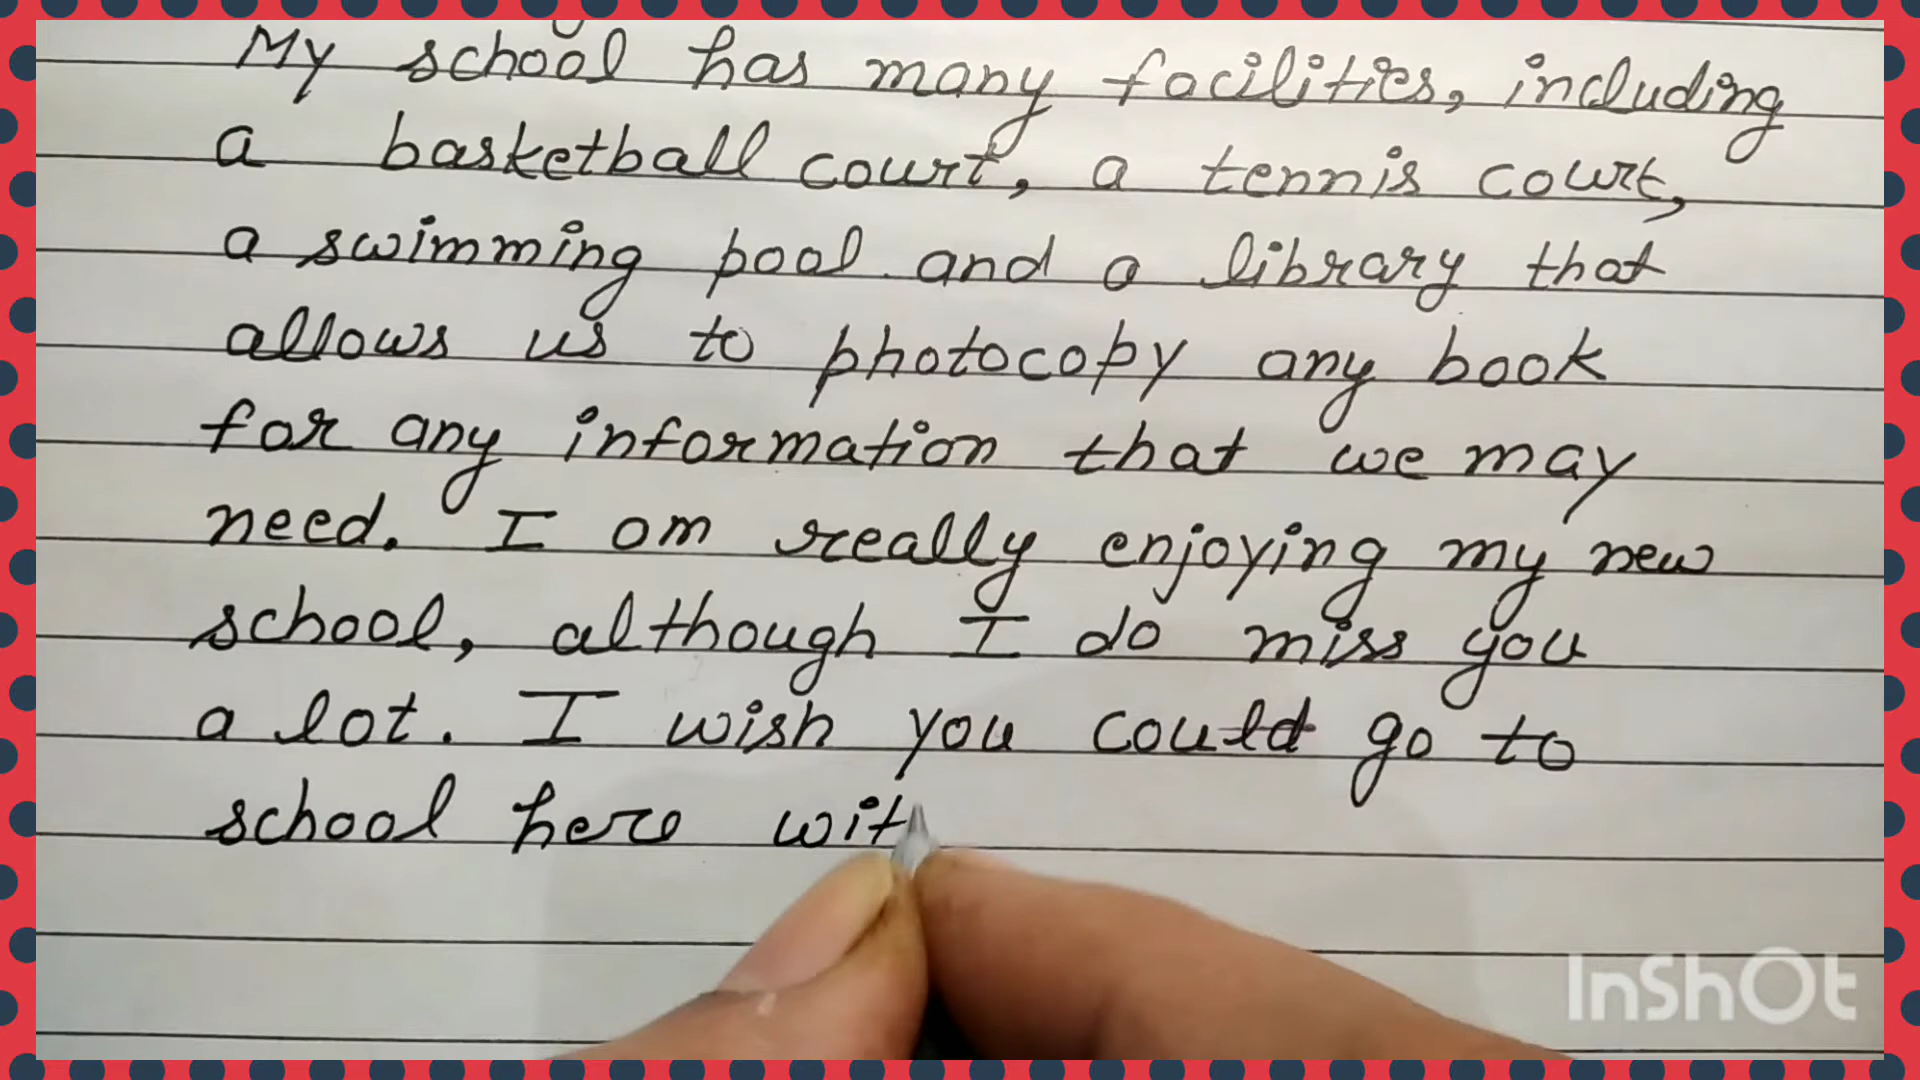 My school has many facilities, including
a basketball court, a tennis court,
a swimming pool and a library that
allows us to photocopy any book
for any information that we may
need. I am really enjoying my new
school, although I do miss you
a lot. I wish you could go to
school here wit
InShOt